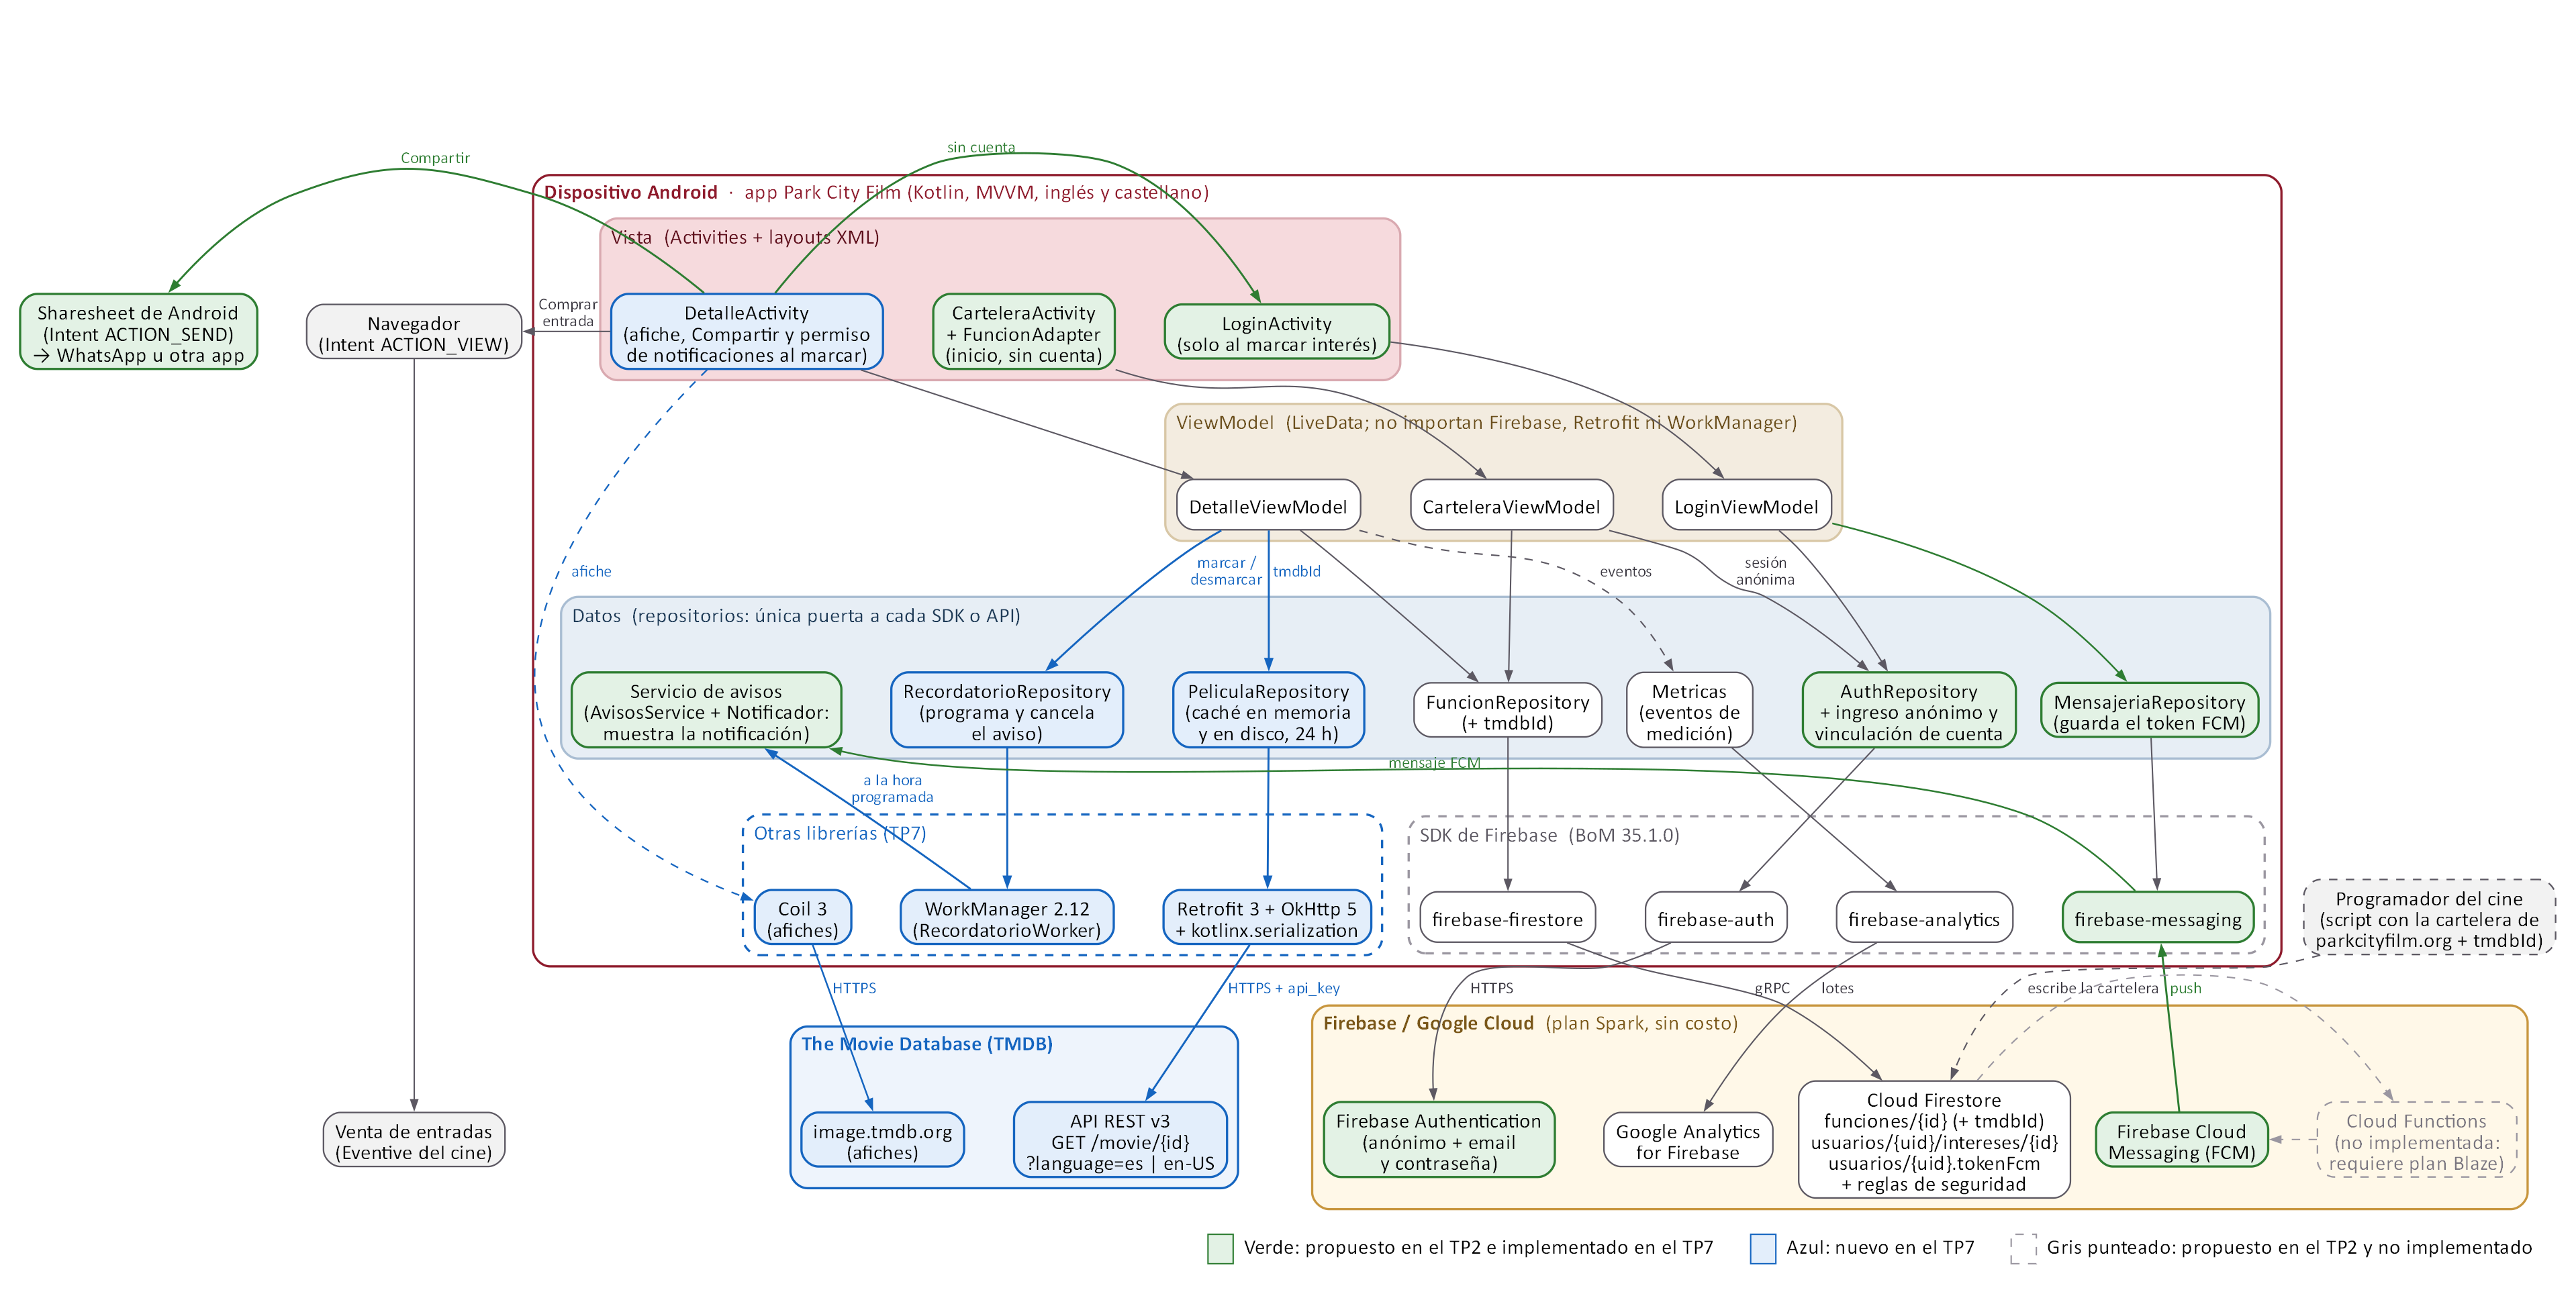 sin cuenta
Compartir
Dispositivo Android · app Park City Film (Kotlin, MVVM, inglés y castellano)
Vista (Activities + layouts XML)
Sharesheet de Android
(Intent ACTION_SEND)
→ WhatsApp u otra app
Navegador
(Intent ACTION_VIEW)
Comprar
entrada
DetalleActivity
(afiche, Compartir y permiso
de notificaciones al marcar)
CarteleraActivity
+ FuncionAdapter
(inicio, sin cuenta)
LoginActivity
(solo al marcar interés)
ViewModel (LiveData; no importan Firebase, Retrofit ni WorkManager)
DetalleViewModel
CarteleraViewModel
LoginViewModel
afiche
marcar /
desmarcar
tmdbId
eventos
sesión
anónima
Datos (repositorios: única puerta a cada SDK o API)
Servicio de avisos
(AvisosService + Notificador:
muestra la notificación)
RecordatorioRepository
(programa y cancela
el aviso)
PeliculaRepository
(caché en memoria
y en disco, 24 h)
FuncionRepository
(+ tmdbId)
Metricas
(eventos de
medición)
AuthRepository
+ ingreso anónimo y
vinculación de cuenta
MensajeriaRepository
(guarda el token FCM)
mensaje FCM
a la hora
programada
Otras librerías (TP7)
SDK de Firebase (BoM 35.1.0)
Coil 3
(afiches)
WorkManager 2.12
(RecordatorioWorker)
Retrofit 3 + OkHttp 5
+ kotlinx.serialization
firebase-firestore
firebase-auth
firebase-analytics
firebase-messaging
Programador del cine
(script con la cartelera de
parkcityfilm.org + tmdbId)
HTTPS
HTTPS + api_key
HTTPS
gRPC
lotes
escribe la cartelera
push
The Movie Database (TMDB)
Firebase / Google Cloud (plan Spark, sin costo)
Venta de entradas
(Eventive del cine)
image.tmdb.org
(afiches)
API REST v3
GET /movie/{id}
?language=es | en-US
Firebase Authentication
(anónimo + email
y contraseña)
Google Analytics
for Firebase
Cloud Firestore
funciones/{id} (+ tmdbId)
usuarios/{uid}/intereses/{id}
usuarios/{uid}.tokenFcm
+ reglas de seguridad
Firebase Cloud
Messaging (FCM)
Cloud Functions
(no implementada:
requiere plan Blaze)
Verde: propuesto en el TP2 e implementado en el TP7
Azul: nuevo en el TP7
Gris punteado: propuesto en el TP2 y no implementado